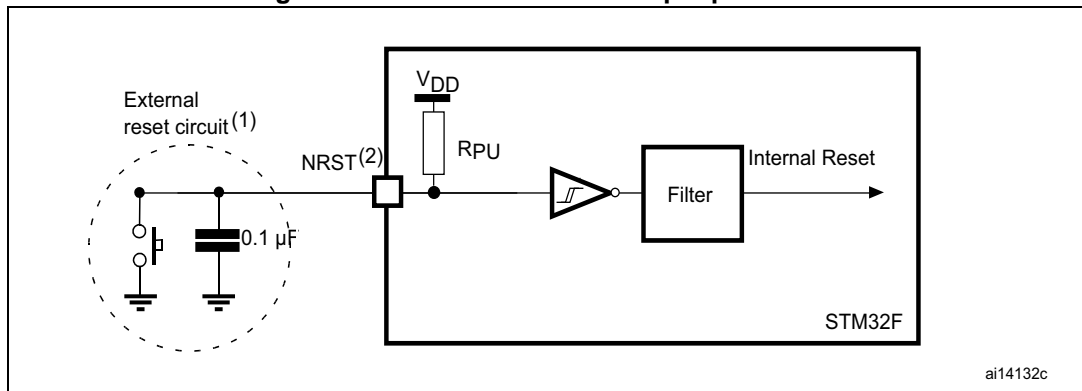 VDD
External
reset circuit(1)
NRST(2)
RPU
Internal Reset
Filter
0.1 µF
STM32F
ai14132c